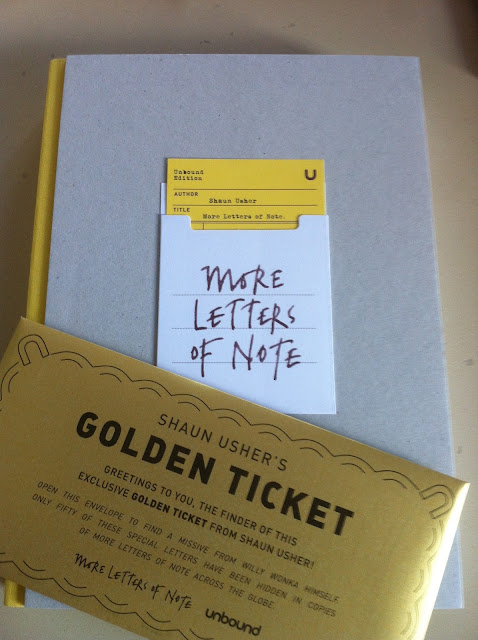 Unbound
Edition
U
AUTHOR
Shaun Usher
TITLE
More Letters of Note.
MORE
LETTERS
OF NOTE
SHAUN USHER'S
GOLDEN TICKET
GREETINGS TO YOU, THE FINDER OF THIS
EXCLUSIVE GOLDEN TICKET FROM SHAUN USHER!
OPEN THIS ENVELOPE TO FIND A MISSIVE FROM WILLY WONKA HIMSELF.
ONLY FIFTY OF THESE SPECIAL LETTERS HAVE BEEN HIDDEN IN COPIES
OF MORE LETTERS OF NOTE ACROSS THE GLOBE.
MORE LETTERS OF NOTE
unbound